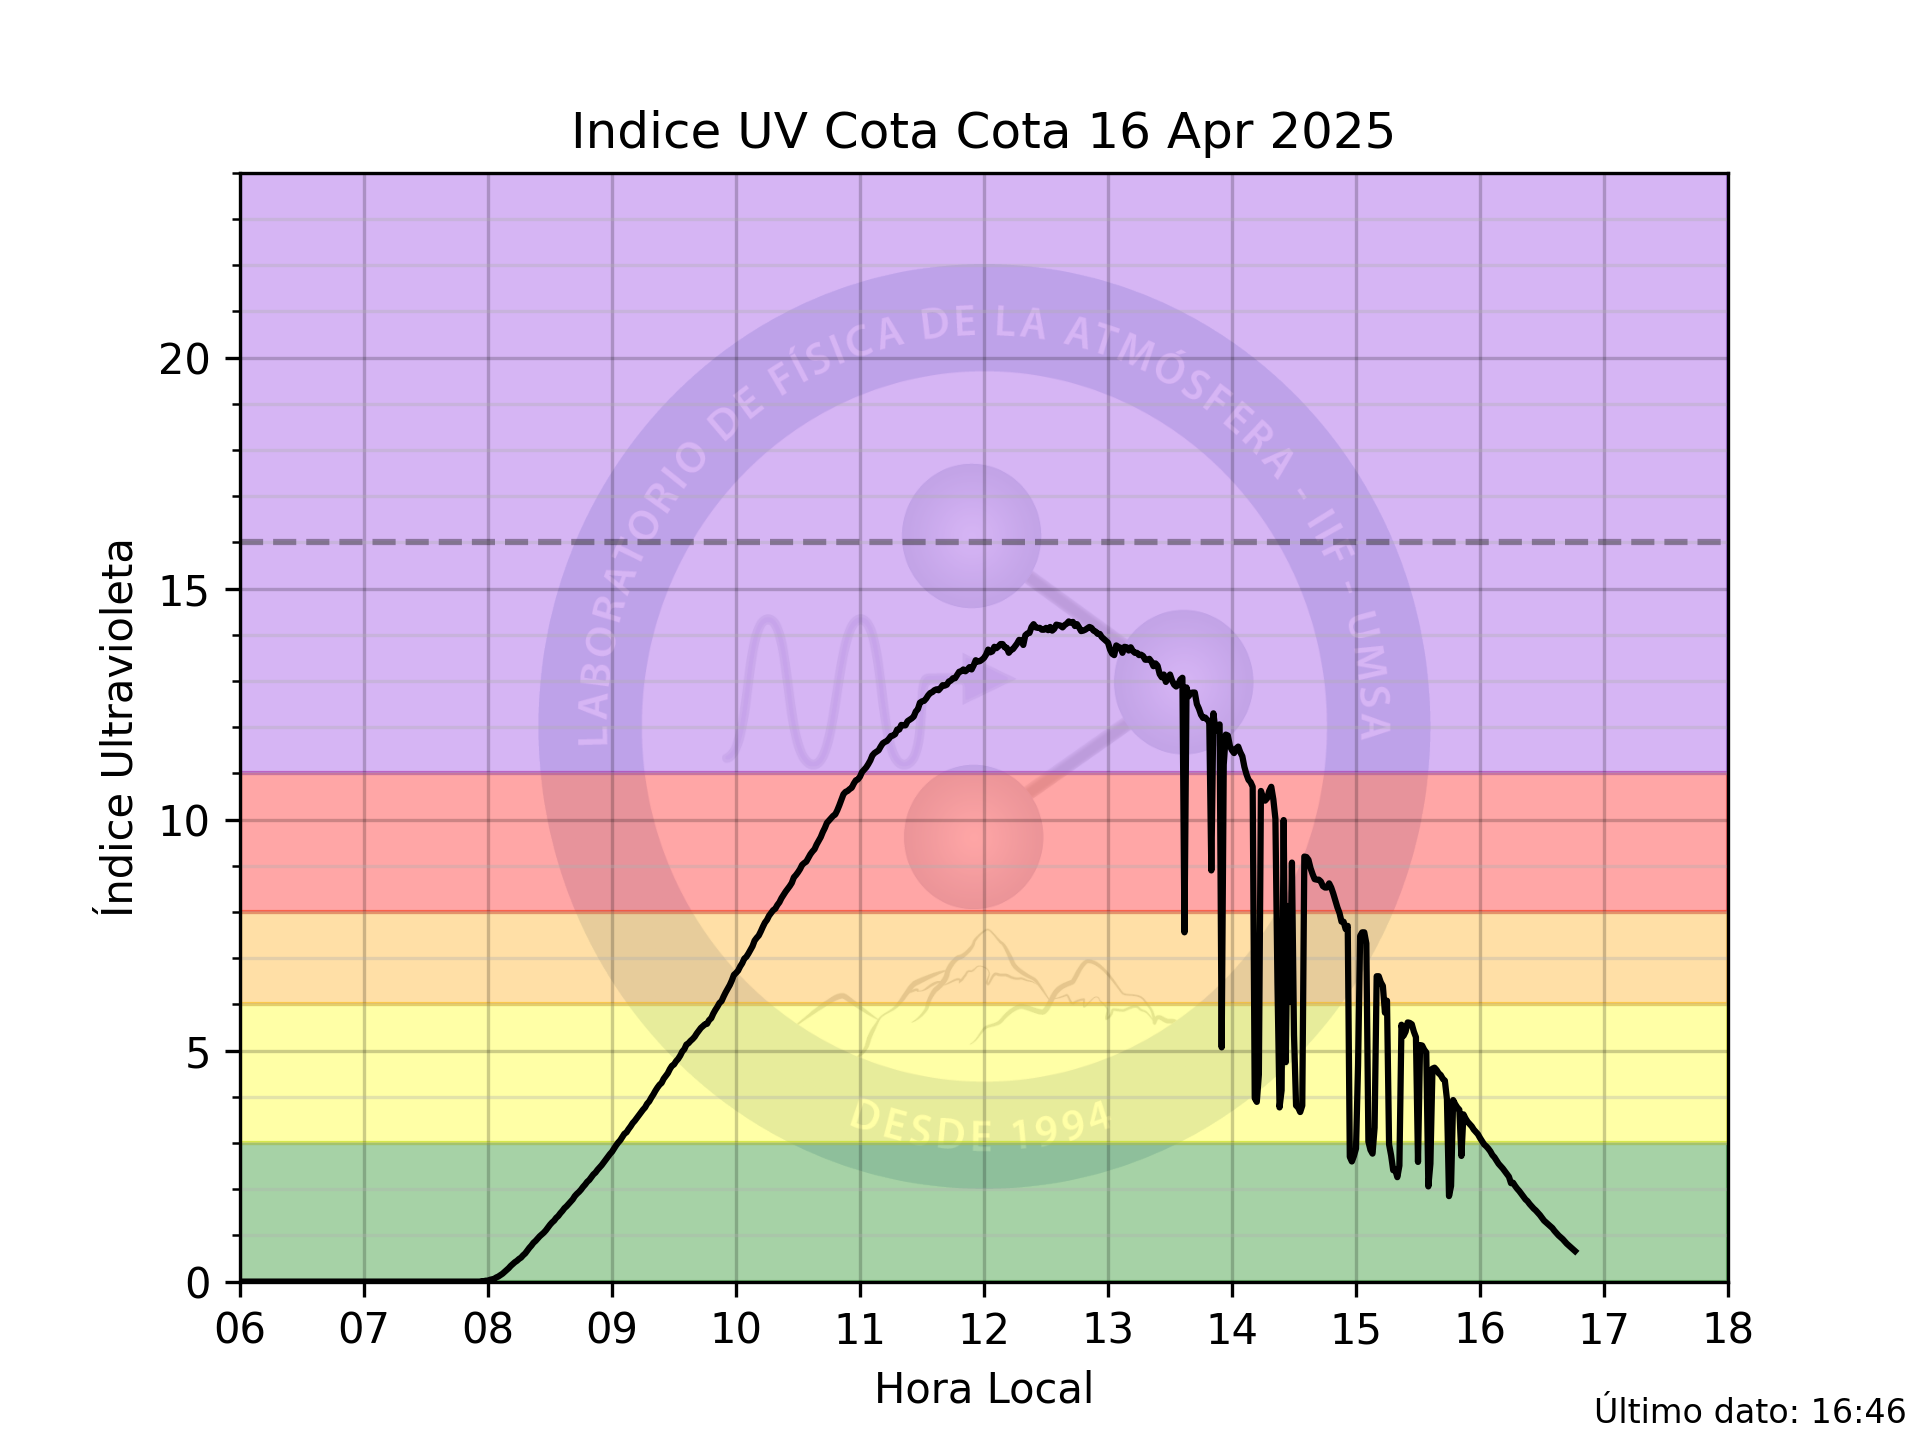 Indice UV Cota Cota 16 Apr 2025
LABORATORIO DE FÍSICA DE LA ATMÓSFERA - IIF - UMSA
DESDE 1994
Índice Ultravioleta
20
15
10
5
0
06 07 08 09 10 11 12 13 14 15 16 17 18
Hora Local
Último dato: 16:46